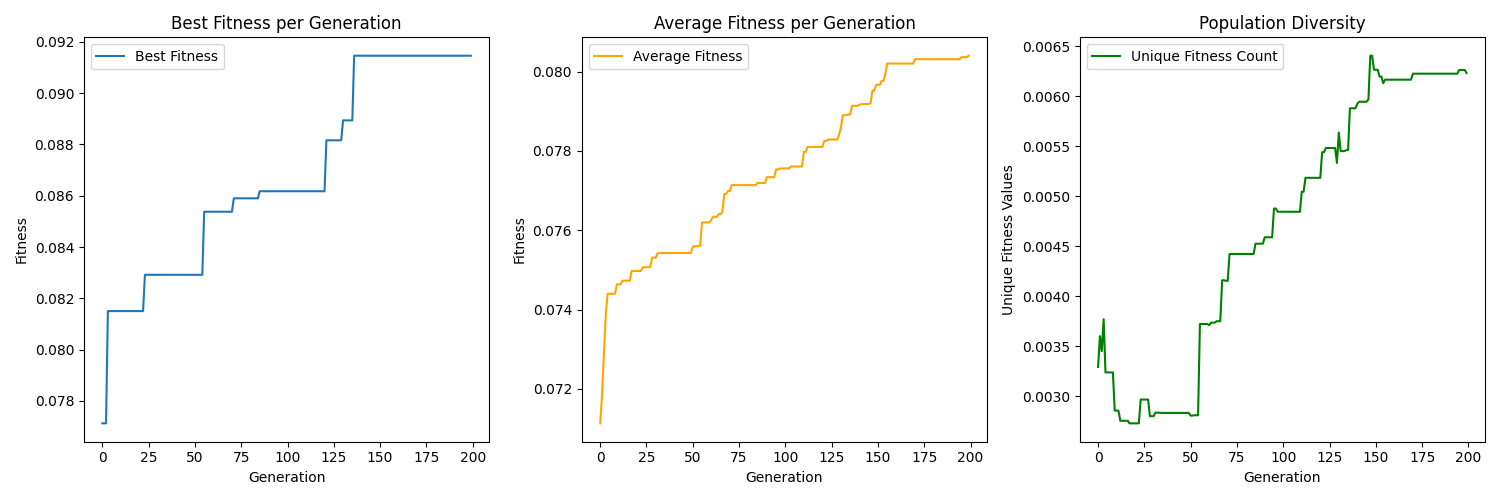 Best Fitness per Generation
Best Fitness
Fitness
0.092
0.090
0.088
0.086
0.084
0.082
0.080
0.078
0 25 50 75 100 125 150 175 200
Generation
Average Fitness per Generation
Average Fitness
Fitness
0.080
0.078
0.076
0.074
0.072
0 25 50 75 100 125 150 175 200
Generation
Population Diversity
Unique Fitness Count
Unique Fitness Values
0.0065
0.0060
0.0055
0.0050
0.0045
0.0040
0.0035
0.0030
0 25 50 75 100 125 150 175 200
Generation